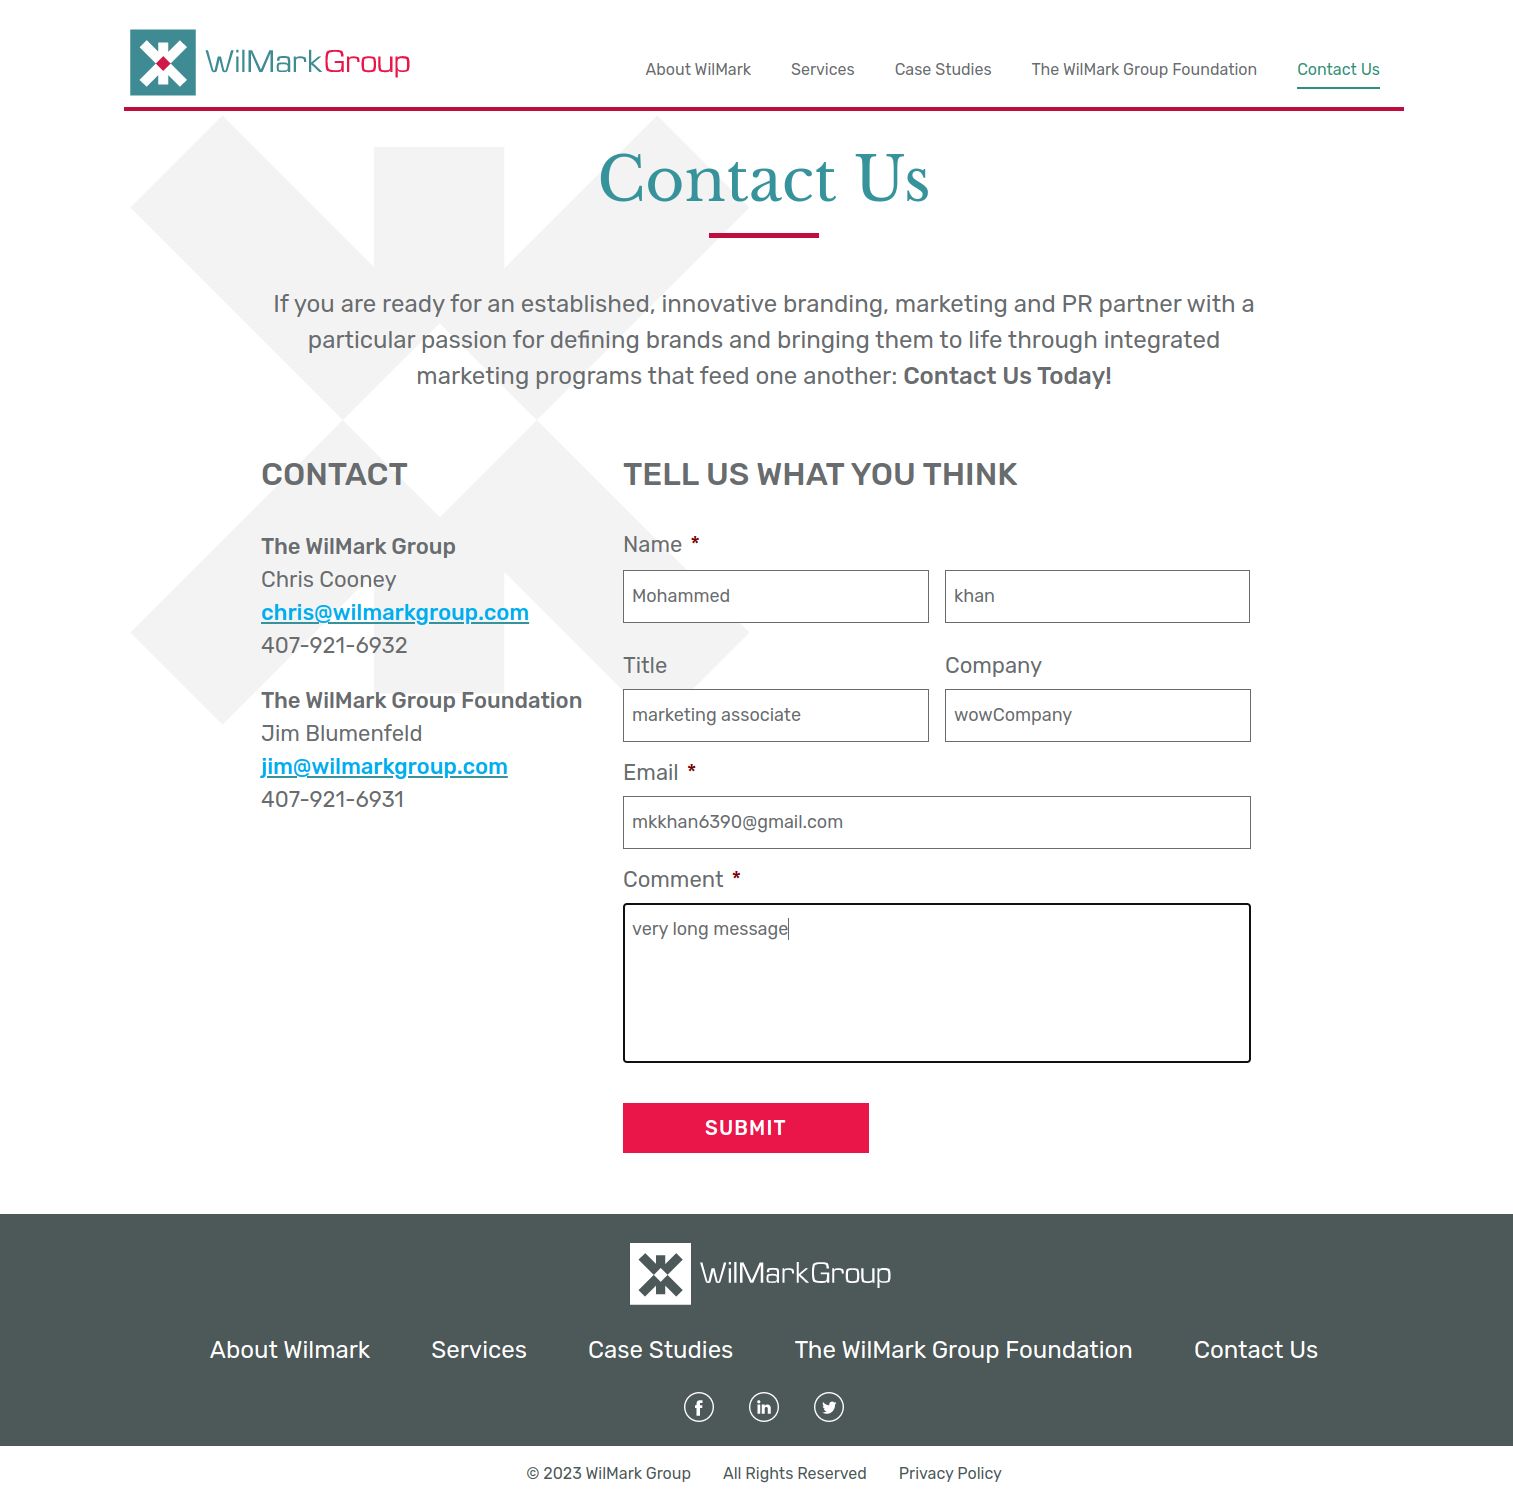 WilMarkGroup
About WilMark
Services
Case Studies
The WilMark Group Foundation
Contact Us
Contact Us
If you are ready for an established, innovative branding, marketing and PR partner with a
particular passion for defining brands and bringing them to life through integrated
marketing programs that feed one another: Contact Us Today!
CONTACT
The WilMark Group
Chris Cooney
chris@wilmarkgroup.com
407-921-6932
The WilMark Group Foundation
Jim Blumenfeld
jim@wilmarkgroup.com
407-921-6931
TELL US WHAT YOU THINK
Name *
Mohammed
khan
Title
Company
marketing associate
wowCompany
Email *
mkkhan6390@gmail.com
Comment *
very long message
SUBMIT
WilMarkGroup
About Wilmark
Services
Case Studies
The WilMark Group Foundation
Contact Us
© 2023 WilMark Group
All Rights Reserved
Privacy Policy